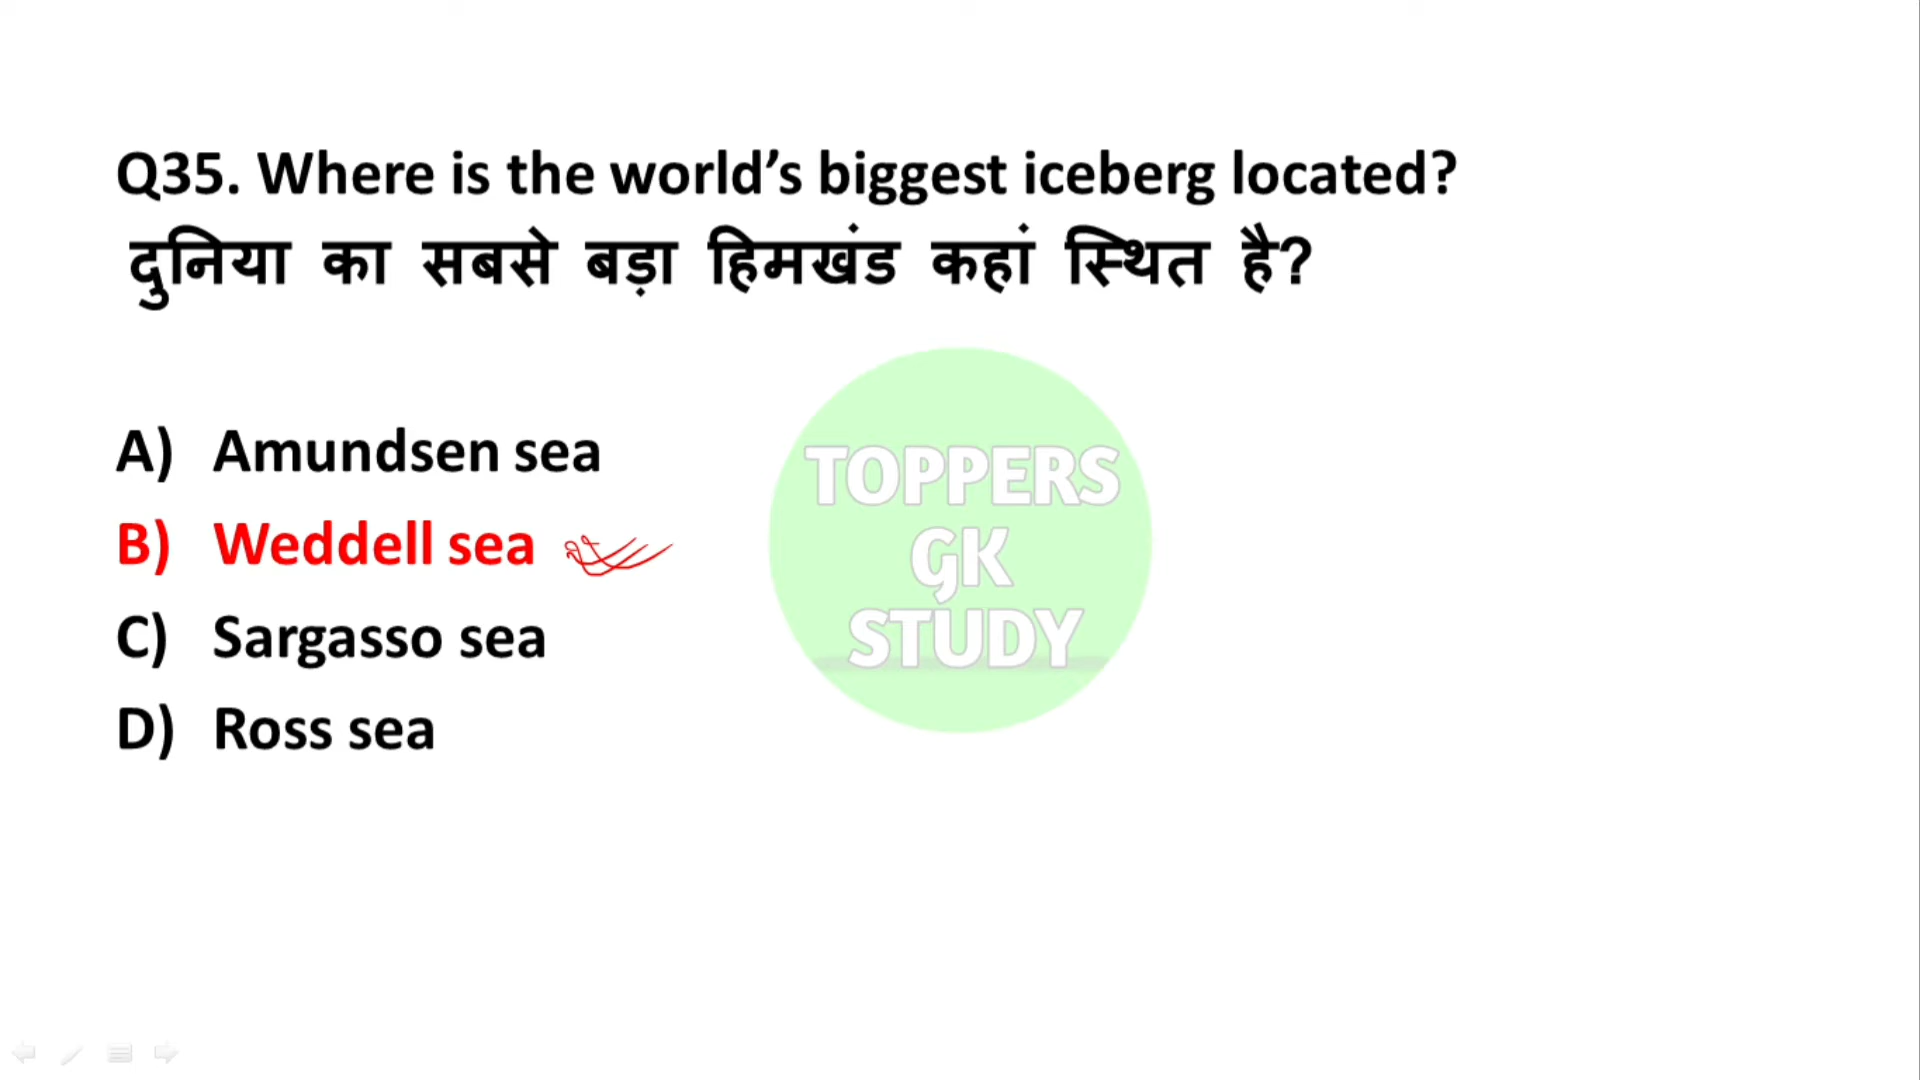 Q35. Where is the world’s biggest iceberg located?
दुनिया का सबसे बड़ा हिमखंड कहां स्थित है?
A) Amundsen sea
B) Weddell sea
C) Sargasso sea
D) Ross sea
TOPPERS
GK
STUDY